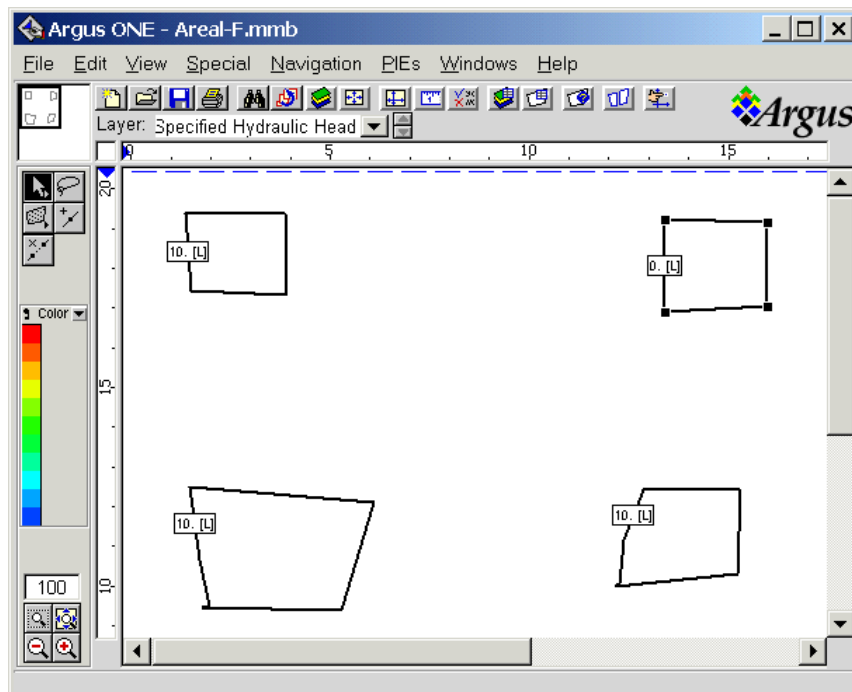 Argus ONE - Areal-F.mmb
File Edit View Special Navigation PIEs Windows Help
Layer: Specified Hydraulic Head
Argus
0 5 10 15
20
15
10
10. [L]
0. [L]
10. [L]
10. [L]
Color
100